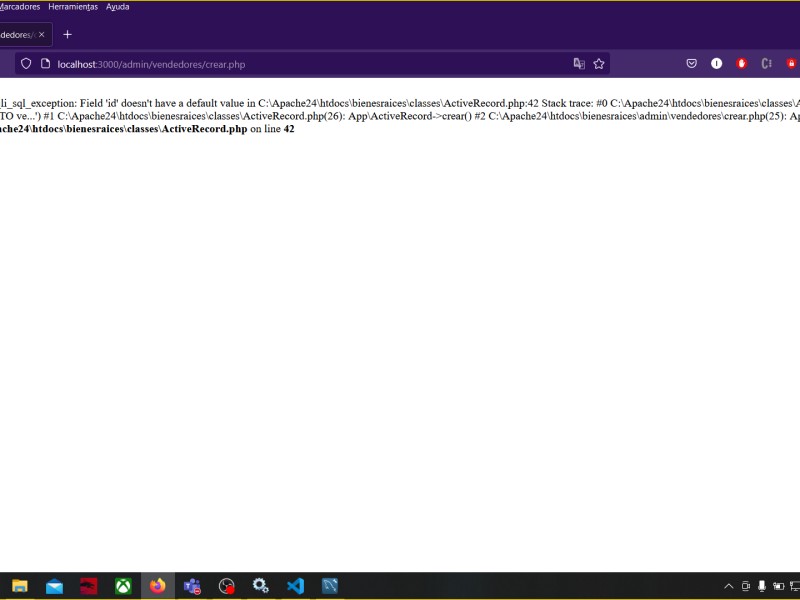 Marcadores Herramientas Ayuda
dedores/c × +
localhost:3000/admin/vendedores/crear.php
li_sql_exception: Field 'id' doesn't have a default value in C:\Apache24\htdocs\bienesraices\classes\ActiveRecord.php:42 Stack trace: #0 C:\Apache24\htdocs\bienesraices\classes\A
TO ve...') #1 C:\Apache24\htdocs\bienesraices\classes\ActiveRecord.php(26): App\ActiveRecord->crear() #2 C:\Apache24\htdocs\bienesraices\admin\vendedores\crear.php(25): Ap
ache24\htdocs\bienesraices\classes\ActiveRecord.php on line 42